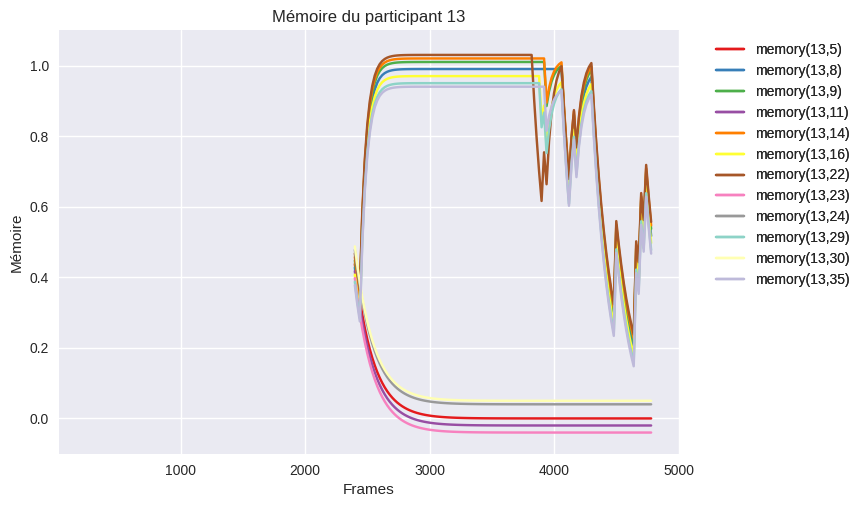 Mémoire du participant 13
Mémoire
1.0
0.8
0.6
0.4
0.2
0.0
1000 2000 3000 4000 5000
Frames
memory(13,5)
memory(13,8)
memory(13,9)
memory(13,11)
memory(13,14)
memory(13,16)
memory(13,22)
memory(13,23)
memory(13,24)
memory(13,29)
memory(13,30)
memory(13,35)